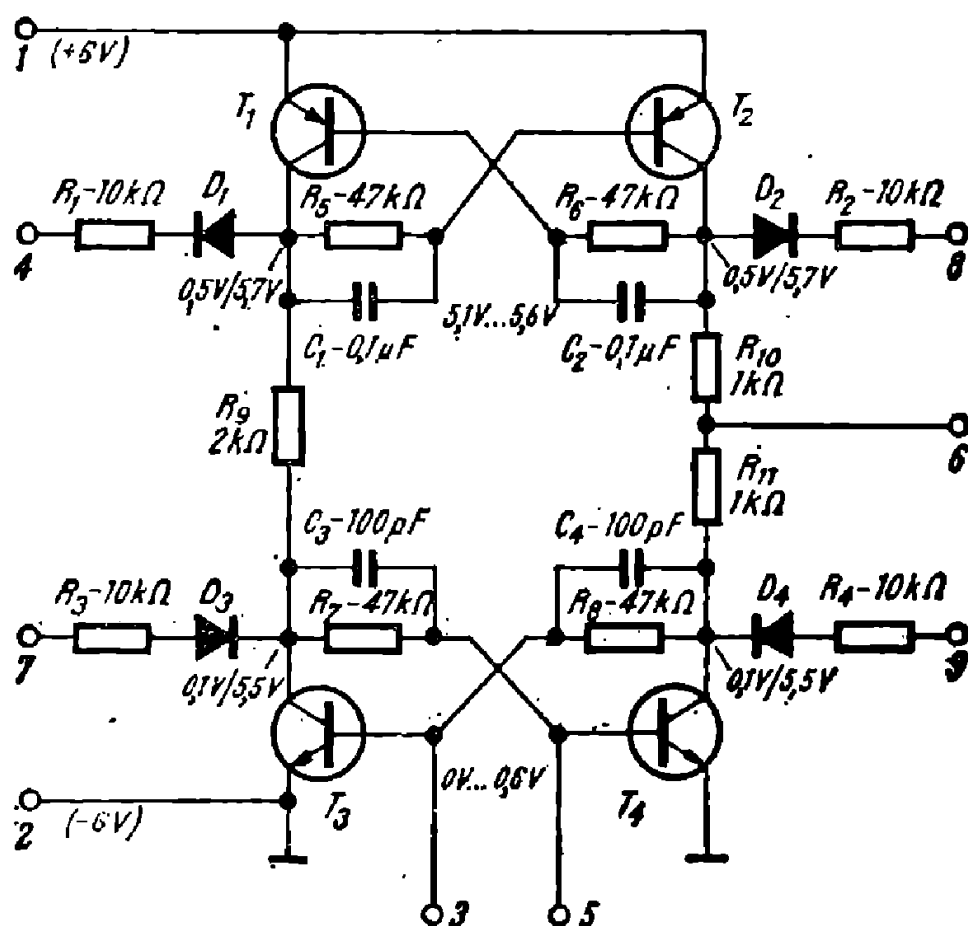 1 (+6V)
T1
T2
R1-10kΩ
D1
R5-47kΩ
R6-47kΩ
D2
R2-10kΩ
4
8
0,5V/5,7V
5,1V...5,6V
0,5V/5,7V
C1-0,1μF
C2-0,1μF
R10
1kΩ
R9
2kΩ
6
R11
1kΩ
C3-100pF
C4-100pF
R3-10kΩ
D3
R7-47kΩ
R8-47kΩ
D4
R4-10kΩ
7
9
0,1V/5,5V
0,1V/5,5V
0V...0,6V
T3
T4
2 (-6V)
3
5